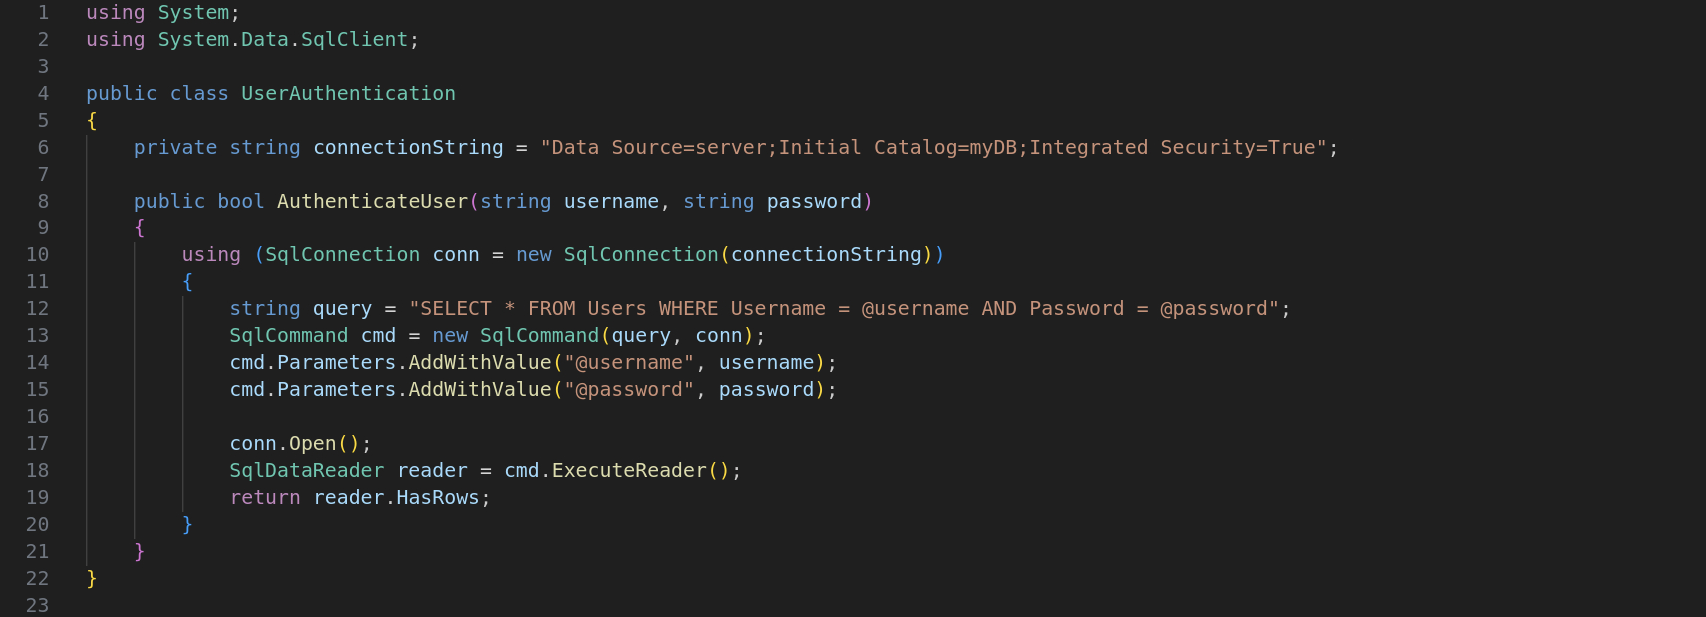 1 using System;
2 using System.Data.SqlClient;
3
4 public class UserAuthentication
5 {
6     private string connectionString = "Data Source=server;Initial Catalog=myDB;Integrated Security=True";
7
8     public bool AuthenticateUser(string username, string password)
9     {
10         using (SqlConnection conn = new SqlConnection(connectionString))
11         {
12             string query = "SELECT * FROM Users WHERE Username = @username AND Password = @password";
13             SqlCommand cmd = new SqlCommand(query, conn);
14             cmd.Parameters.AddWithValue("@username", username);
15             cmd.Parameters.AddWithValue("@password", password);
16
17             conn.Open();
18             SqlDataReader reader = cmd.ExecuteReader();
19             return reader.HasRows;
20         }
21     }
22 }
23